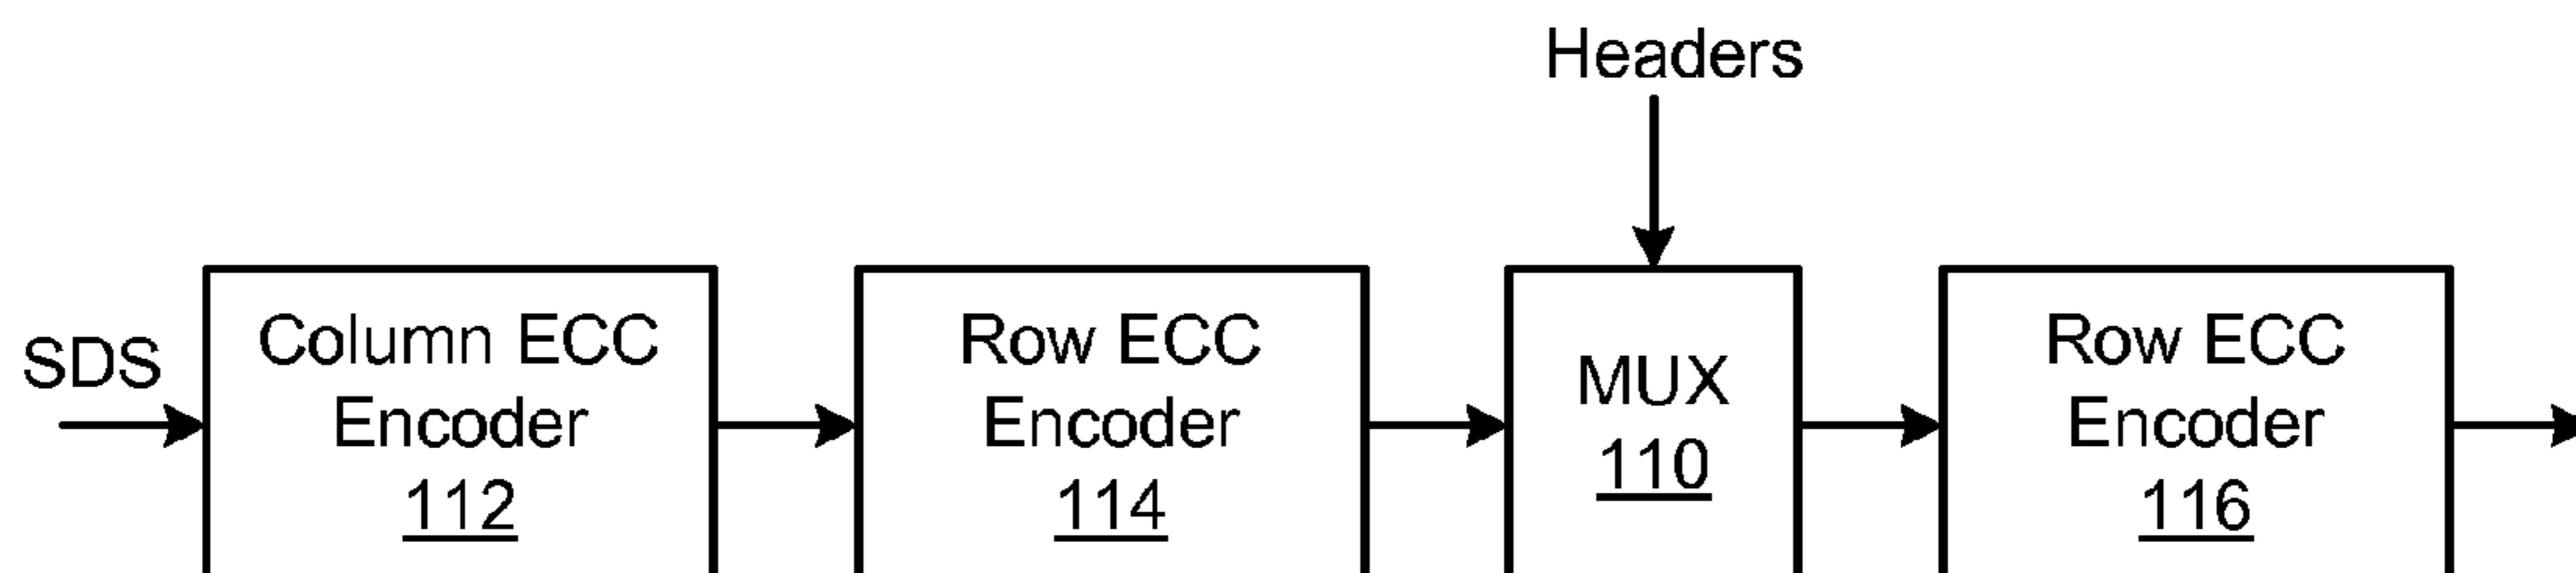 Headers
SDS
Column ECC
Encoder
112
Row ECC
Encoder
114
MUX
110
Row ECC
Encoder
116